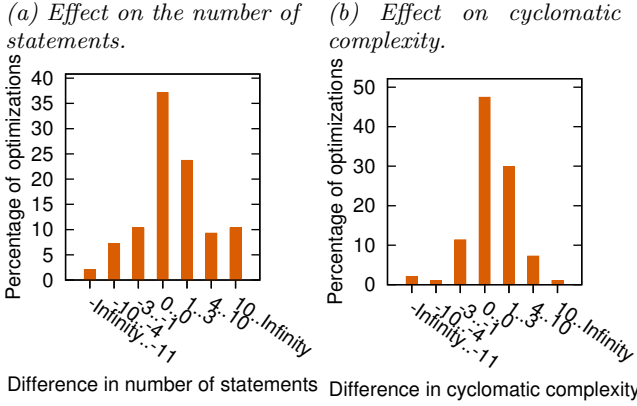 (a) Effect on the number of
statements.
Percentage of optimizations
40
35
30
25
20
15
10
5
0
-Infinity..-11
-10..-4
-3..-1
0..0
1..3
4..10
10..Infinity
Difference in number of statements
(b) Effect on cyclomatic
complexity.
Percentage of optimizations
50
40
30
20
10
0
-Infinity..-11
-10..-4
-3..-1
0..0
1..3
4..10
10..Infinity
Difference in cyclomatic complexity